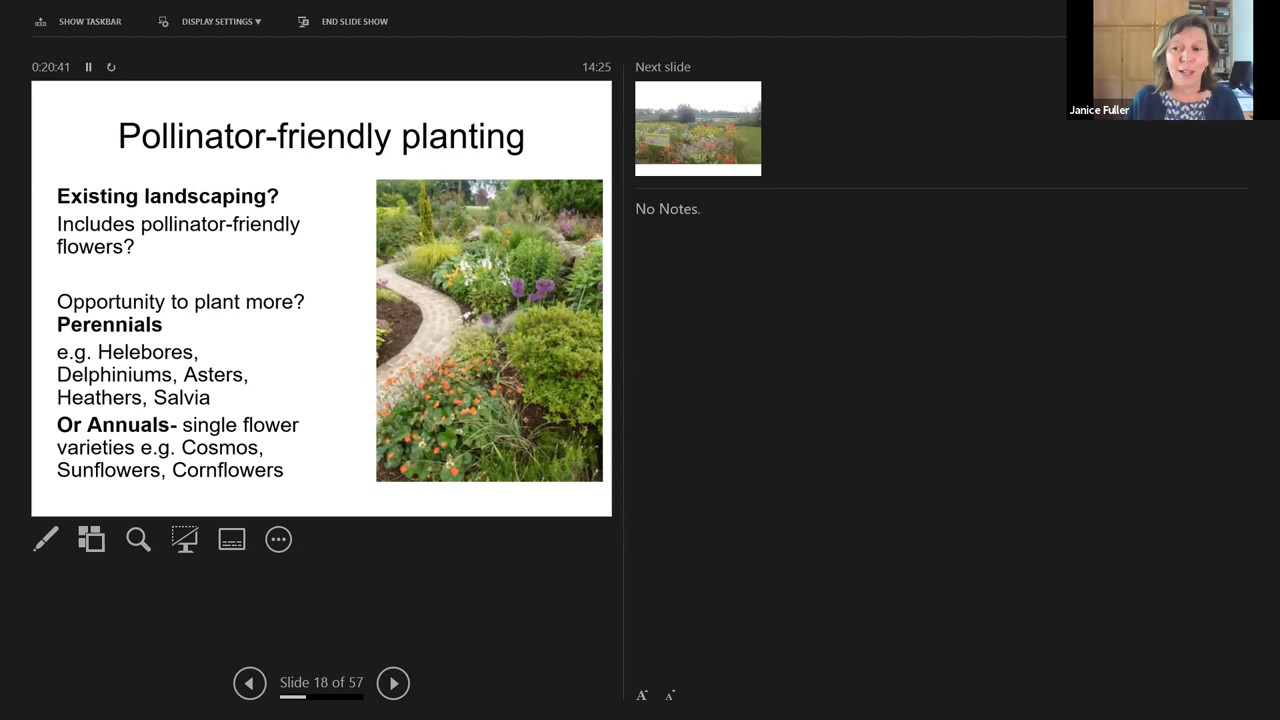 SHOW TASKBAR
DISPLAY SETTINGS ▼
END SLIDE SHOW
0:20:41
14:25
Next slide
Janice Fuller
Pollinator-friendly planting
Existing landscaping?
Includes pollinator-friendly
flowers?
Opportunity to plant more?
Perennials
e.g. Helebores,
Delphiniums, Asters,
Heathers, Salvia
Or Annuals- single flower
varieties e.g. Cosmos,
Sunflowers, Cornflowers
No Notes.
Slide 18 of 57
A A